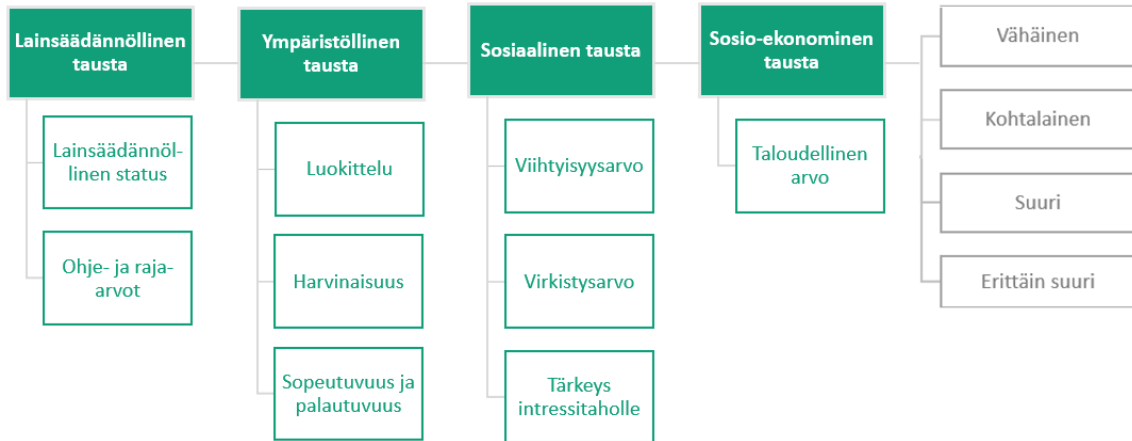 Lainsäädännöllinen
tausta
Lainsäädännöl-
linen status
Ohje- ja raja-
arvot
Ympäristöllinen
tausta
Luokittelu
Harvinaisuus
Sopeutuvuus ja
palautuvuus
Sosiaalinen tausta
Viihtyisyysarvo
Virkistysarvo
Tärkeys
intressitaholle
Sosio-ekonominen
tausta
Taloudellinen
arvo
Vähäinen
Kohtalainen
Suuri
Erittäin suuri